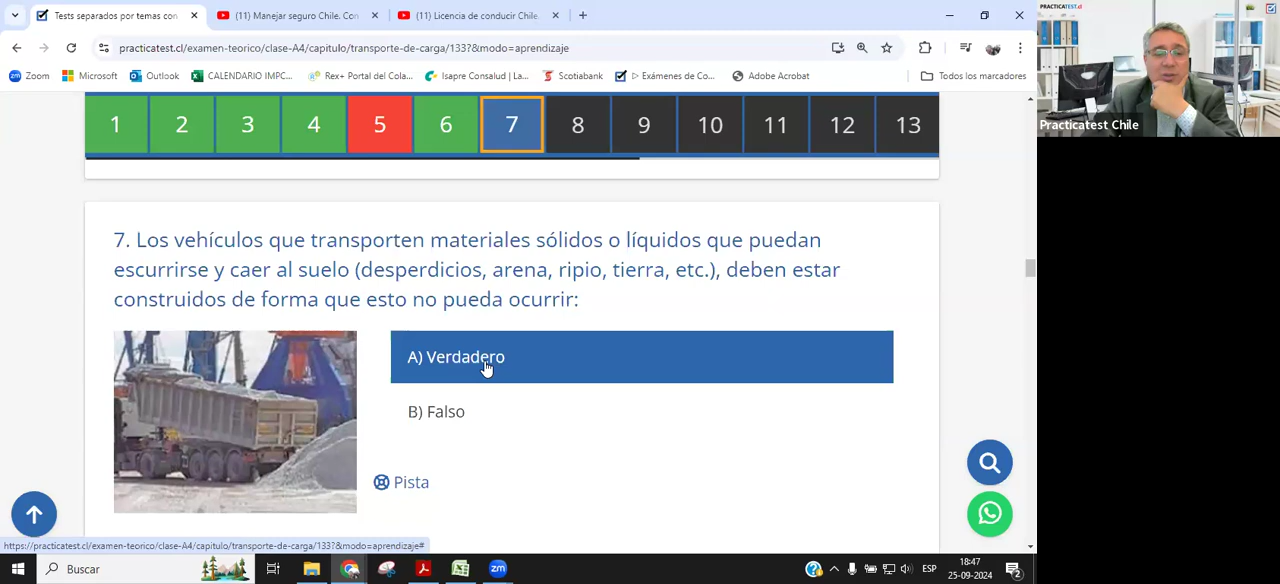 Tests separados por temas con
(11) Manejar seguro Chile, con
(11) Licencia de conducir Chile.
practicatest.cl/examen-teorico/clase-A4/capitulo/transporte-de-carga/133?&modo=aprendizaje
Zoom
Microsoft
Outlook
CALENDARIO IMPC...
Rex+ Portal del Cola...
Isapre Consalud | La...
Scotiabank
▷ Exámenes de Co...
Adobe Acrobat
Todos los marcadores
PRACTICATEST.cl
Practicatest Chile
1 2 3 4 5 6 7 8 9 10 11 12 13
7. Los vehículos que transporten materiales sólidos o líquidos que puedan
escurrirse y caer al suelo (desperdicios, arena, ripio, tierra, etc.), deben estar
construidos de forma que esto no pueda ocurrir:
A) Verdadero
B) Falso
Pista
https://practicatest.cl/examen-teorico/clase-A4/capitulo/transporte-de-carga/133?&modo=aprendizaje#
Buscar
zm
ESP
18:47
25-09-2024
2